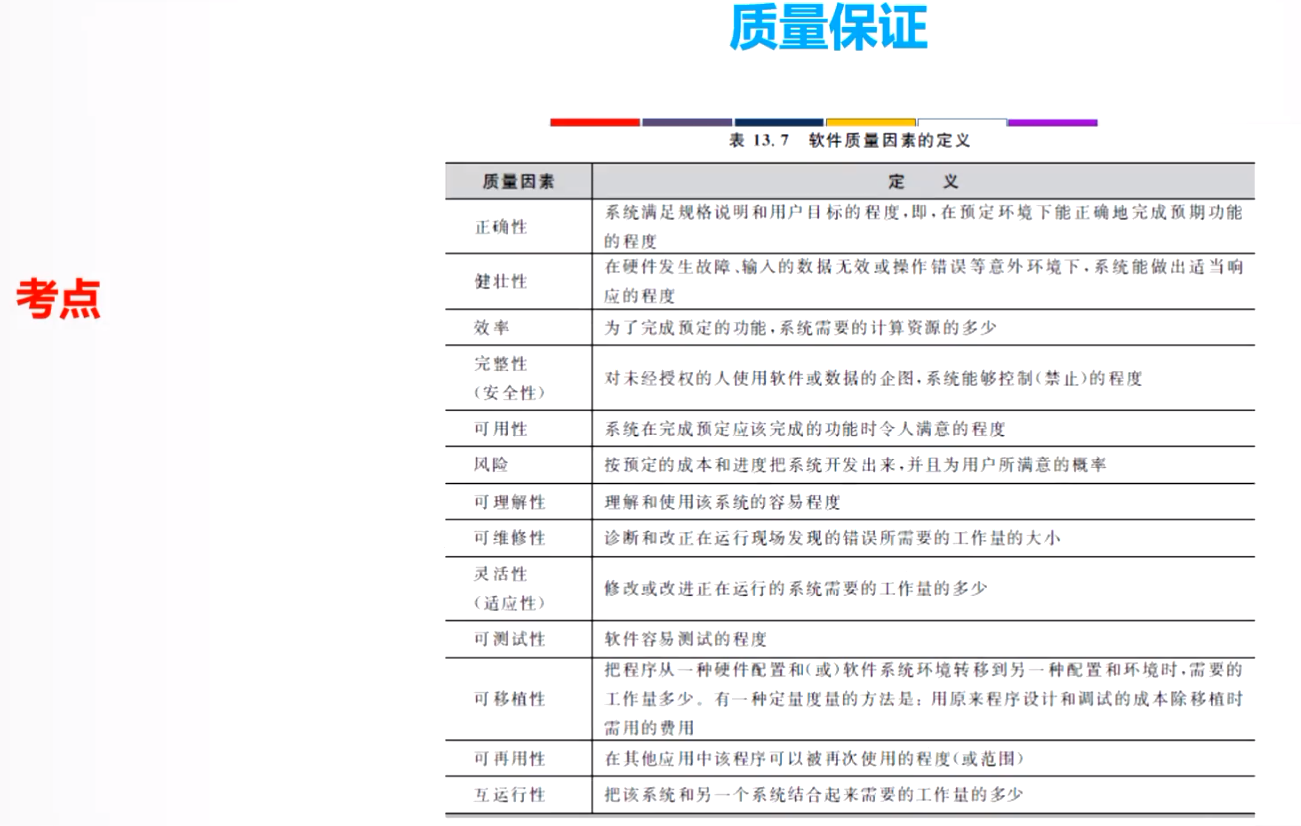 质量保证
考点
表 13.7 软件质量因素的定义
质量因素 定 义
正确性 系统满足规格说明和用户目标的程度,即,在预定环境下能正确地完成预期功能
的程度
健壮性 在硬件发生故障、输入的数据无效或操作错误等意外环境下,系统能做出适当响
应的程度
效率 为了完成预定的功能,系统需要的计算资源的多少
完整性
(安全性) 对未经授权的人使用软件或数据的企图,系统能够控制(禁止)的程度
可用性 系统在完成预定应该完成的功能时令人满意的程度
风险 按预定的成本和进度把系统开发出来,并且为用户所满意的概率
可理解性 理解和使用该系统的容易程度
可维修性 诊断和改正在运行现场发现的错误所需要的工作量的大小
灵活性
(适应性) 修改或改进正在运行的系统需要的工作量的多少
可测试性 软件容易测试的程度
可移植性 把程序从一种硬件配置和(或)软件系统环境转移到另一种配置和环境时,需要的
工作量多少。有一种定量度量的方法是:用原来程序设计和调试的成本除移植时
需用的费用
可再用性 在其他应用中该程序可以被再次使用的程度(或范围)
互运行性 把该系统和另一个系统结合起来需要的工作量的多少